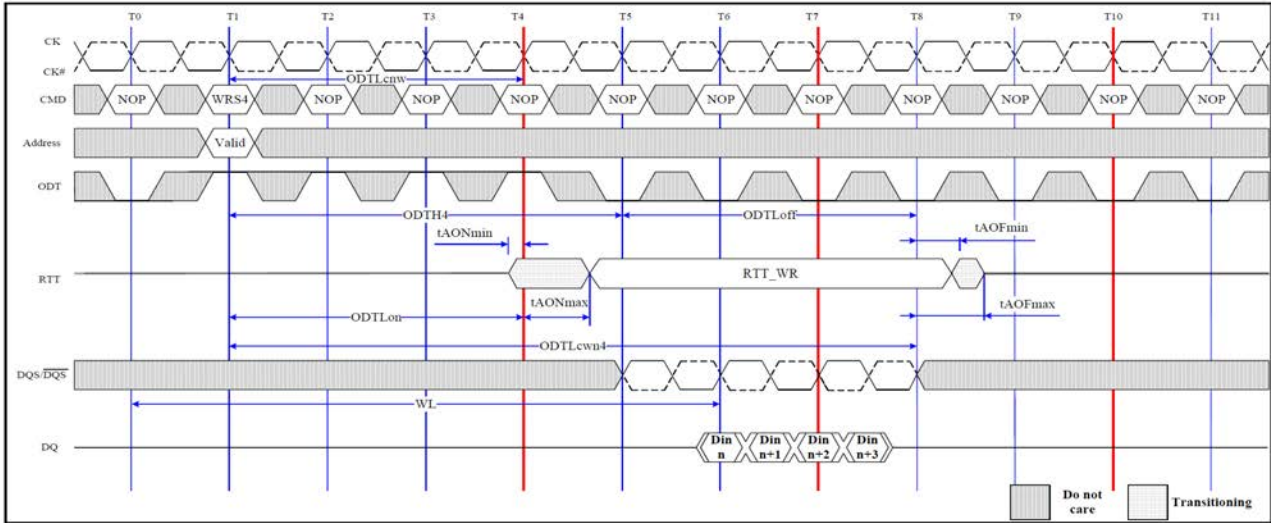 T0 T1 T2 T3 T4 T5 T6 T7 T8 T9 T10 T11
CK
CK#
ODTLcnw
CMD NOP WRS4 NOP NOP NOP NOP NOP NOP NOP NOP NOP NOP
Address Valid
ODT
ODTH4 ODTLoff
tAONmin tAOFmin
RTT RTT_WR
tAONmax tAOFmax
ODTLon
ODTLcwn4
DQS/DQS
WL
DQ Din n Din n+1 Din n+2 Din n+3
Do not care Transitioning